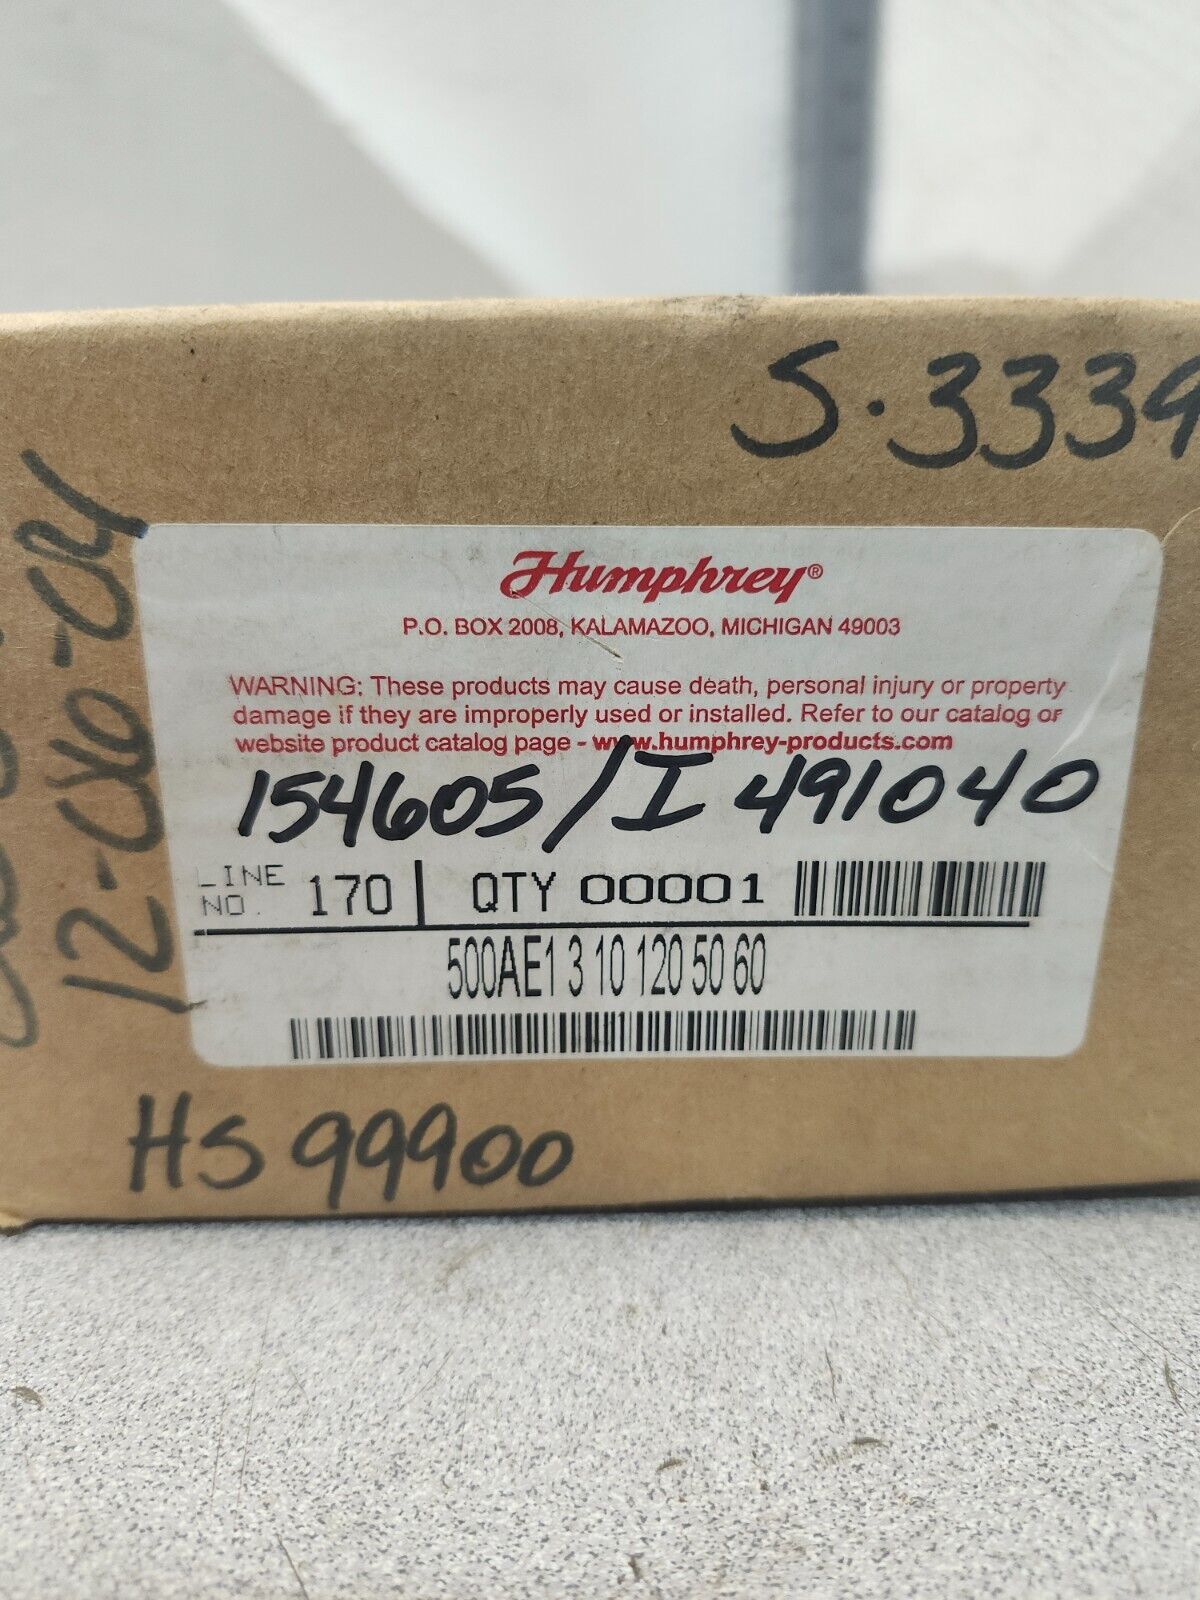 S.3339
12-010-04
Humphrey®
P.O. BOX 2008, KALAMAZOO, MICHIGAN 49003
WARNING: These products may cause death, personal injury or property
damage if they are improperly used or installed. Refer to our catalog or
website product catalog page - www.humphrey-products.com
154605/I 491040
LINE NO. 170 QTY 00001
500AE1 3 10 120 50 60
HS 99900